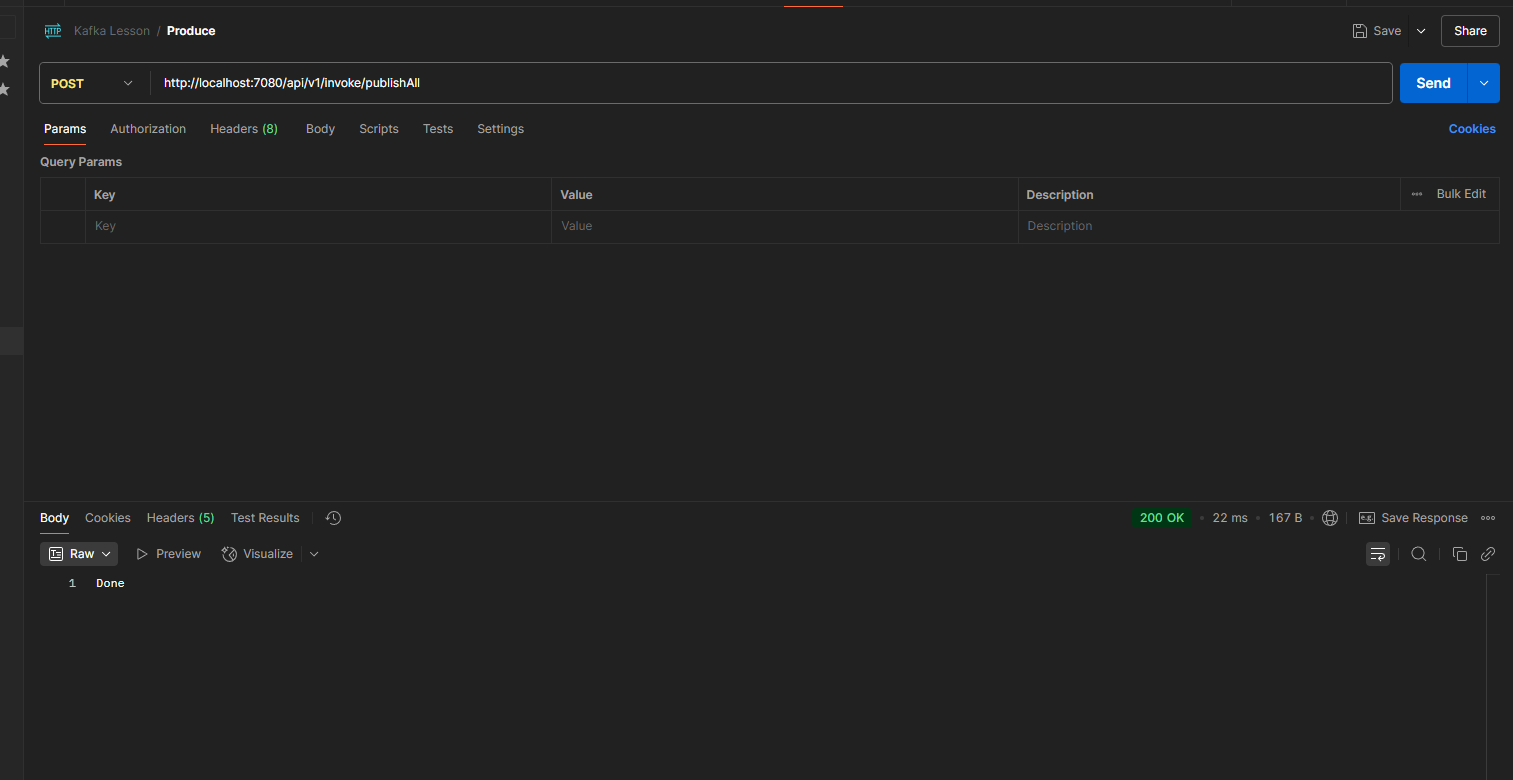 HTTP Kafka Lesson / Produce Save Share
POST http://localhost:7080/api/v1/invoke/publishAll Send
Params Authorization Headers (8) Body Scripts Tests Settings Cookies
Query Params
Key Value Description Bulk Edit
Key Value Description
Body Cookies Headers (5) Test Results 200 OK 22 ms 167 B e.g. Save Response
Raw Preview Visualize
1 Done